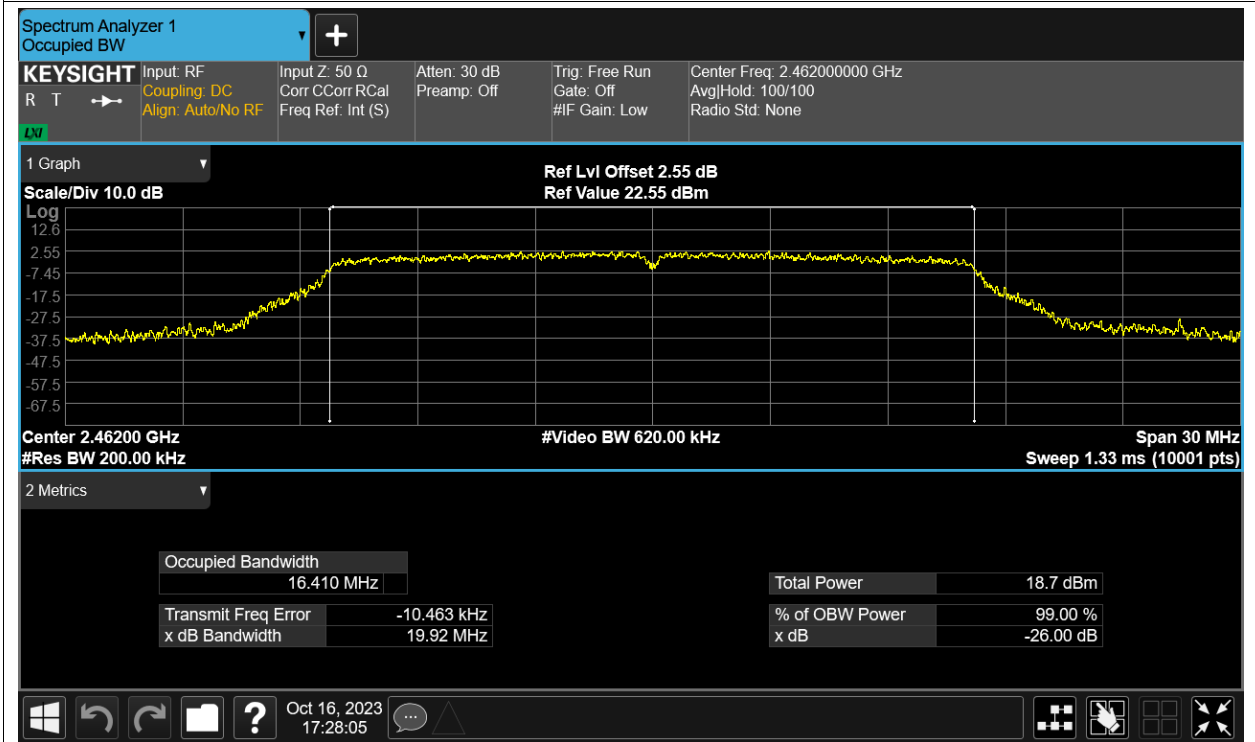 Spectrum Analyzer 1
Occupied BW
+
KEYSIGHT
R T
LXI
Input: RF
Coupling: DC
Align: Auto/No RF
Input Z: 50 Ω
Corr CCorr RCal
Freq Ref: Int (S)
Atten: 30 dB
Preamp: Off
Trig: Free Run
Gate: Off
#IF Gain: Low
Center Freq: 2.462000000 GHz
Avg|Hold: 100/100
Radio Std: None
1 Graph
Scale/Div 10.0 dB
Ref Lvl Offset 2.55 dB
Ref Value 22.55 dBm
Log
12.6
2.55
-7.45
-17.5
-27.5
-37.5
-47.5
-57.5
-67.5
Center 2.46200 GHz
#Video BW 620.00 kHz
Span 30 MHz
#Res BW 200.00 kHz
Sweep 1.33 ms (10001 pts)
2 Metrics
Occupied Bandwidth
16.410 MHz
Total Power 18.7 dBm
Transmit Freq Error -10.463 kHz
% of OBW Power 99.00 %
x dB Bandwidth 19.92 MHz
x dB -26.00 dB
?
Oct 16, 2023
17:28:05